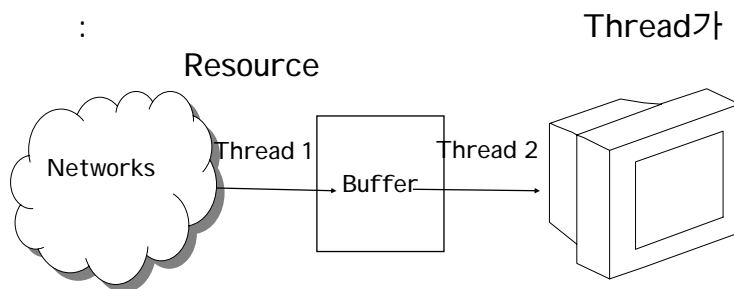 : Thread가
Resource
Thread 1 Thread 2
Networks Buffer